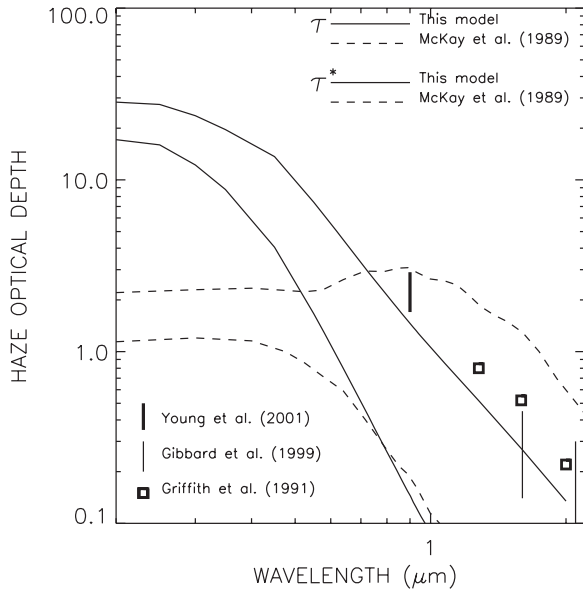 100.0
τ This model
McKay et al. (1989)
τ* This model
McKay et al. (1989)
10.0
HAZE OPTICAL DEPTH
1.0
Young et al. (2001)
Gibbard et al. (1999)
Griffith et al. (1991)
0.1
1
WAVELENGTH (μm)